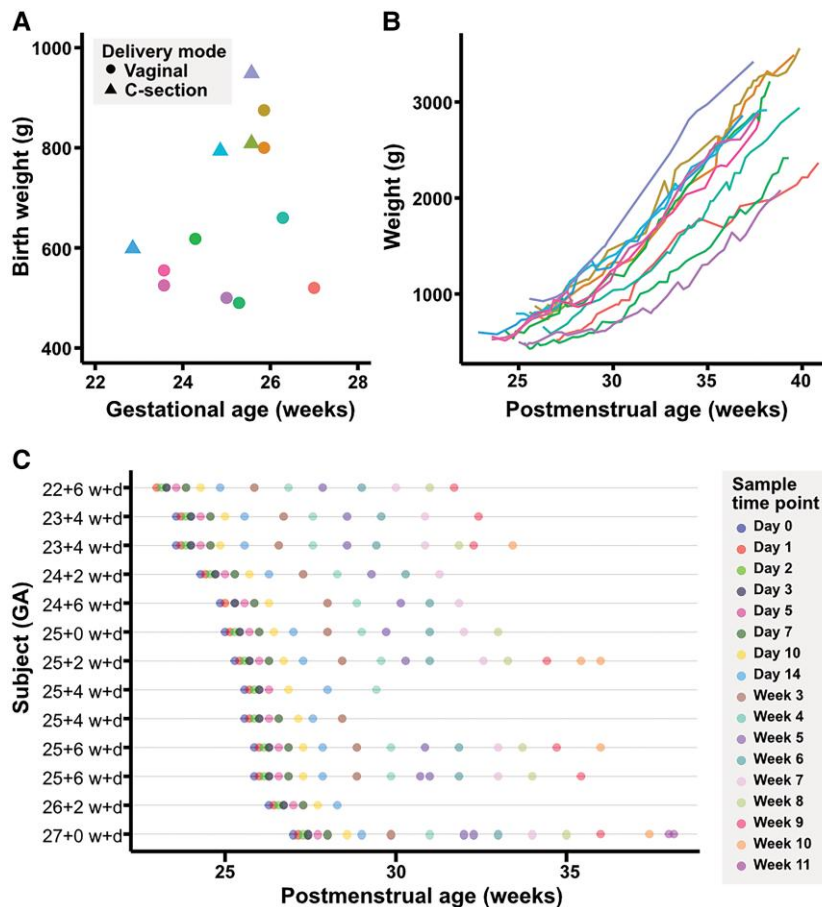 A
Delivery mode
Vaginal
C-section
Birth weight (g)
1000
800
600
400
22 24 26 28
Gestational age (weeks)
B
Weight (g)
3000
2000
1000
25 30 35 40
Postmenstrual age (weeks)
C
Subject (GA)
22+6 w+d
23+4 w+d
23+4 w+d
24+2 w+d
24+6 w+d
25+0 w+d
25+2 w+d
25+4 w+d
25+4 w+d
25+6 w+d
25+6 w+d
26+2 w+d
27+0 w+d
25 30 35
Postmenstrual age (weeks)
Sample
time point
Day 0
Day 1
Day 2
Day 3
Day 5
Day 7
Day 10
Day 14
Week 3
Week 4
Week 5
Week 6
Week 7
Week 8
Week 9
Week 10
Week 11